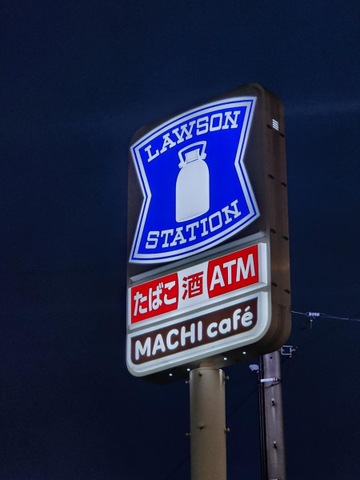 LAWSON
STATION
たばこ 酒 ATM
MACHI café